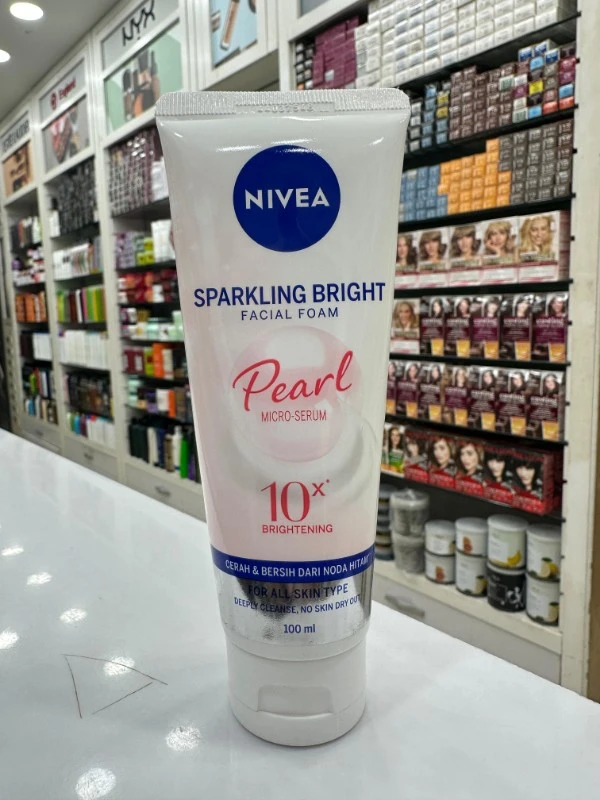 NYX
NIVEA
SPARKLING BRIGHT
FACIAL FOAM
Pearl
MICRO-SERUM
10x*
BRIGHTENING
CERAH & BERSIH DARI NODA HITAM*
FOR ALL SKIN TYPE
DEEPLY CLEANSE, NO SKIN DRY OUT
100 ml